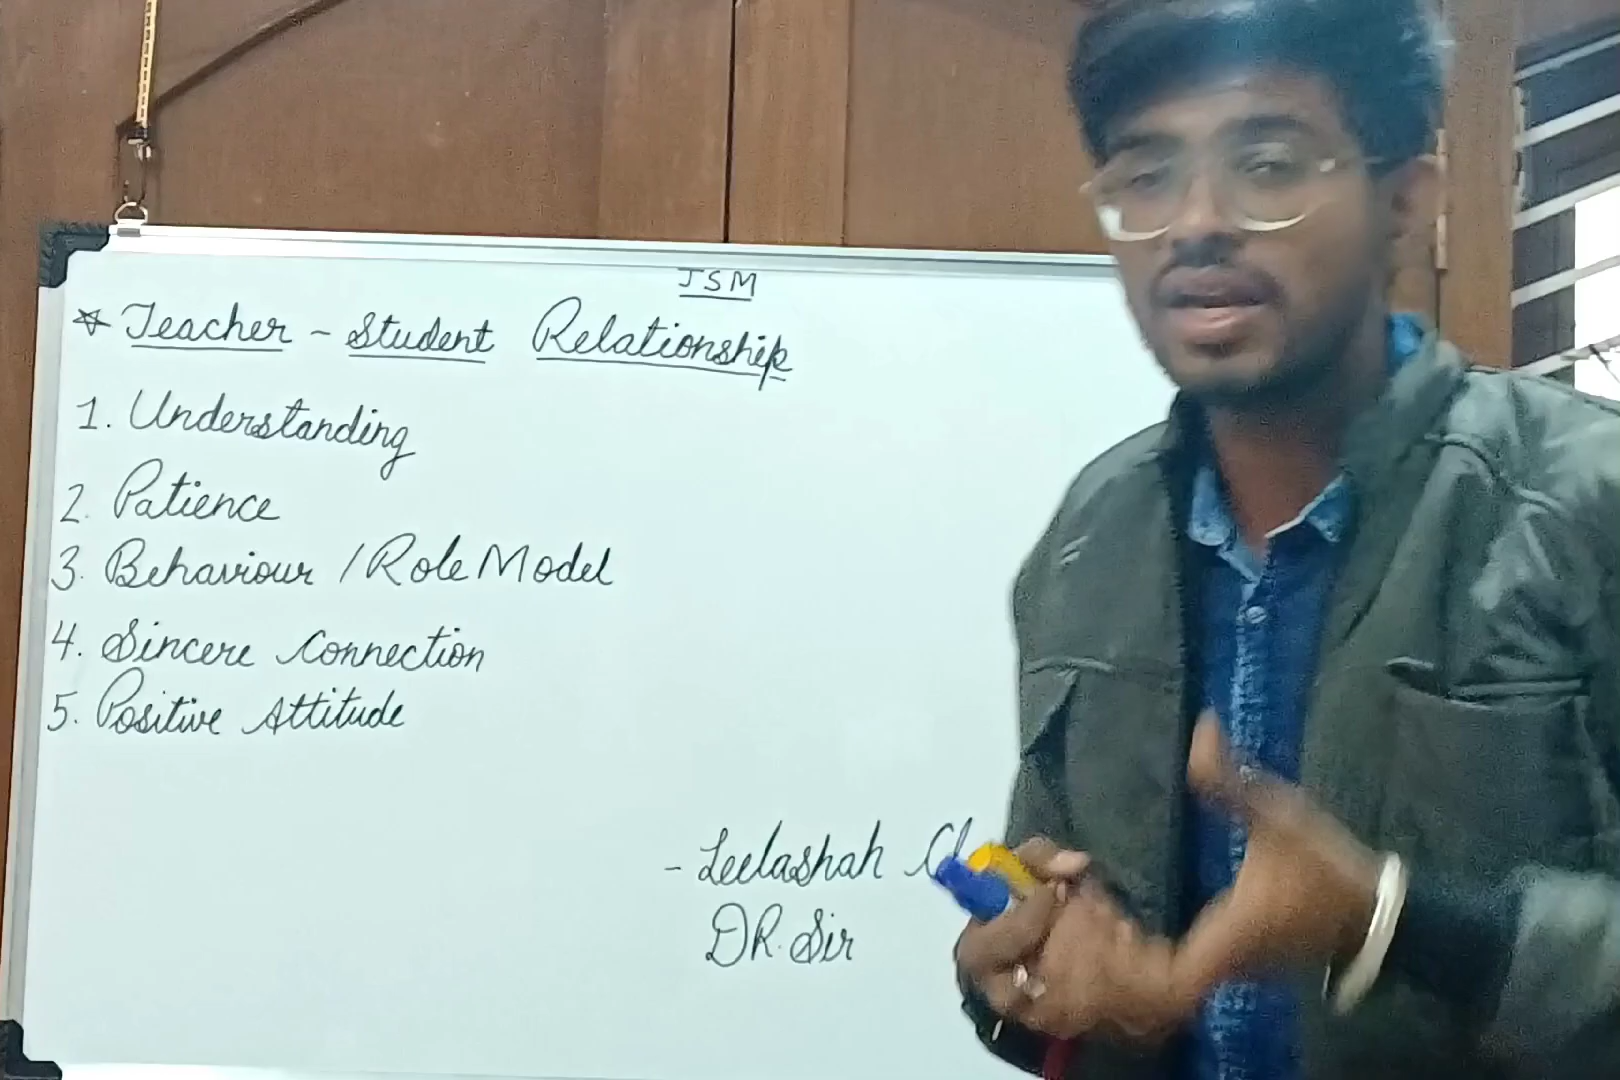 JSM
* Teacher - Student Relationship
1. Understanding
2. Patience
3. Behaviour / Role Model
4. Sincere Connection
5. Positive Attitude
- Leelashah
DR. Sir